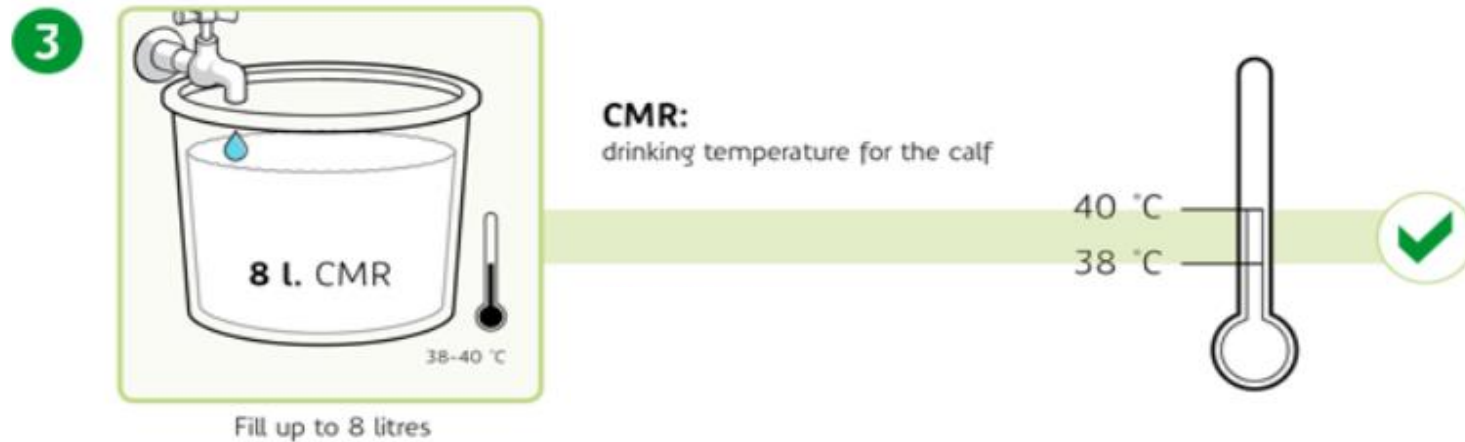 3
8 l. CMR
38-40 °C
Fill up to 8 litres
CMR:
drinking temperature for the calf
40 °C
38 °C